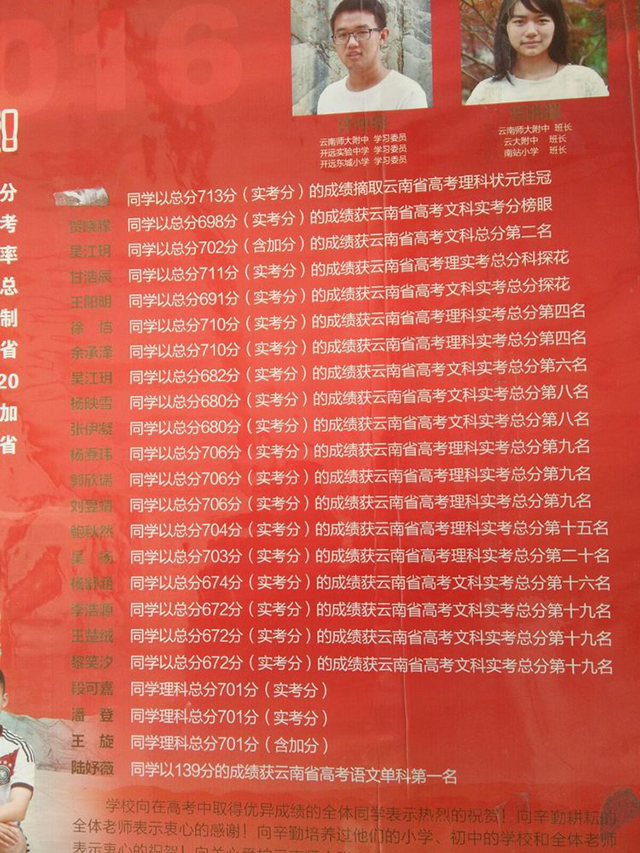 2016
知
云南师大附中 学习委员
开远实验中学 学习委员
开远东城小学 学习委员
云南师大附中 班长
云大附中 班长
南站小学 班长
分
考
率
总
制
省
20
加
省
同学以总分713分（实考分）的成绩摘取云南省高考理科状元桂冠
同学以总分698分（实考分）的成绩获云南省高考文科实考分榜眼
吴江玥 同学以总分702分（含加分）的成绩获云南省高考文科总分第二名
甘浩辰 同学以总分711分（实考分）的成绩获云南省高考理实考总分科探花
王阳明 同学以总分691分（实考分）的成绩获云南省高考文科实考总分探花
徐 恺 同学以总分710分（实考分）的成绩获云南省高考理科实考总分第四名
余承泽 同学以总分710分（实考分）的成绩获云南省高考理科实考总分第四名
吴江玥 同学以总分682分（实考分）的成绩获云南省高考文科实考总分第六名
杨映雪 同学以总分680分（实考分）的成绩获云南省高考文科实考总分第八名
张伊 同学以总分680分（实考分）的成绩获云南省高考文科实考总分第八名
杨 玮 同学以总分706分（实考分）的成绩获云南省高考理科实考总分第九名
郭欣瑞 同学以总分706分（实考分）的成绩获云南省高考理科实考总分第九名
刘昱婧 同学以总分706分（实考分）的成绩获云南省高考理科实考总分第九名
鲍秋然 同学以总分704分（实考分）的成绩获云南省高考理科实考总分第十五名
吴 杨 同学以总分703分（实考分）的成绩获云南省高考理科实考总分第二十名
杨 同学以总分674分（实考分）的成绩获云南省高考文科实考总分第十六名
李浩 同学以总分672分（实考分）的成绩获云南省高考文科实考总分第十九名
王楚绒 同学以总分672分（实考分）的成绩获云南省高考文科实考总分第十九名
黎笑汐 同学以总分672分（实考分）的成绩获云南省高考文科实考总分第十九名
段可嘉 同学理科总分701分（实考分）
潘 登 同学理科总分701分（实考分）
王 旋 同学理科总分701分（含加分）
陆妤薇 同学以139分的成绩获云南省高考语文单科第一名
学校向在高考中取得优异成绩的全体同学表示热烈的祝贺！向辛勤耕耘的
全体老师表示衷心的感谢！向辛勤培养过他们的小学、初中的学校和全体老师
表示衷心的祝贺！